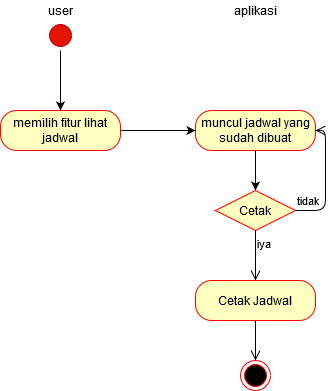 user
aplikasi
memilih fitur lihat
jadwal
muncul jadwal yang
sudah dibuat
Cetak
tidak
iya
Cetak Jadwal